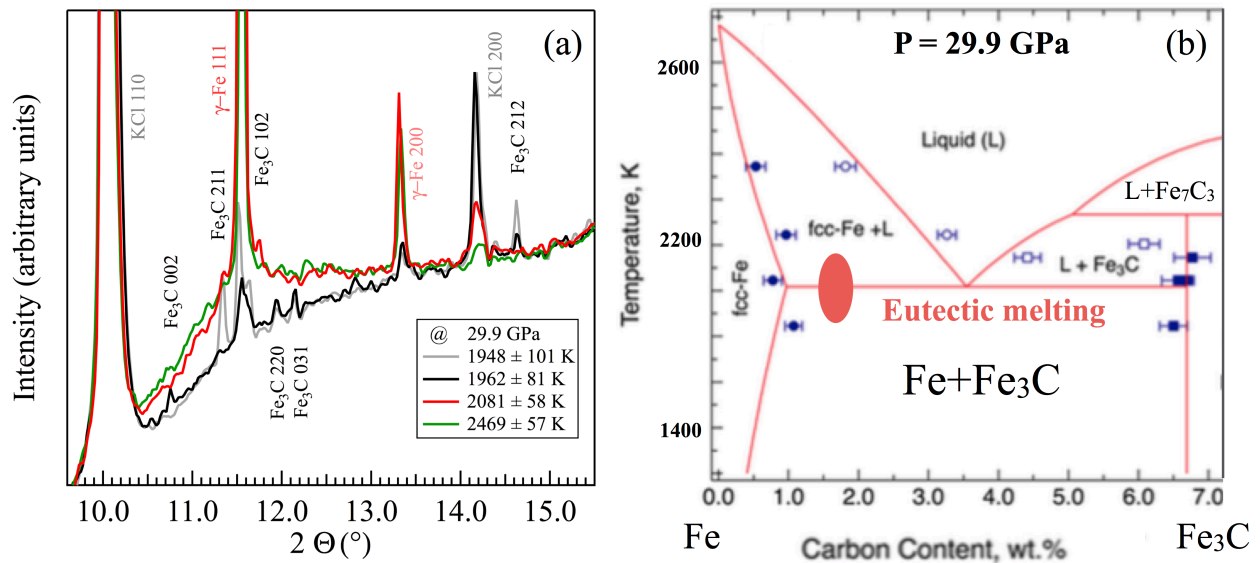 (a)
Intensity (arbitrary units)
KCl 110
γ–Fe 111
Fe₃C 102
Fe₃C 211
Fe₃C 002
Fe₃C 220
Fe₃C 031
γ–Fe 200
KCl 200
Fe₃C 212
@ 29.9 GPa
1948 ± 101 K
1962 ± 81 K
2081 ± 58 K
2469 ± 57 K
10.0 11.0 12.0 13.0 14.0 15.0
2 Θ (°)
P = 29.9 GPa
(b)
Temperature, K
2600
2200
1400
Liquid (L)
L+Fe₇C₃
fcc-Fe +L
L + Fe₃C
fcc-Fe
Eutectic melting
Fe+Fe₃C
0.0 1.0 2.0 3.0 4.0 5.0 6.0 7.0
Fe
Fe₃C
Carbon Content, wt.%